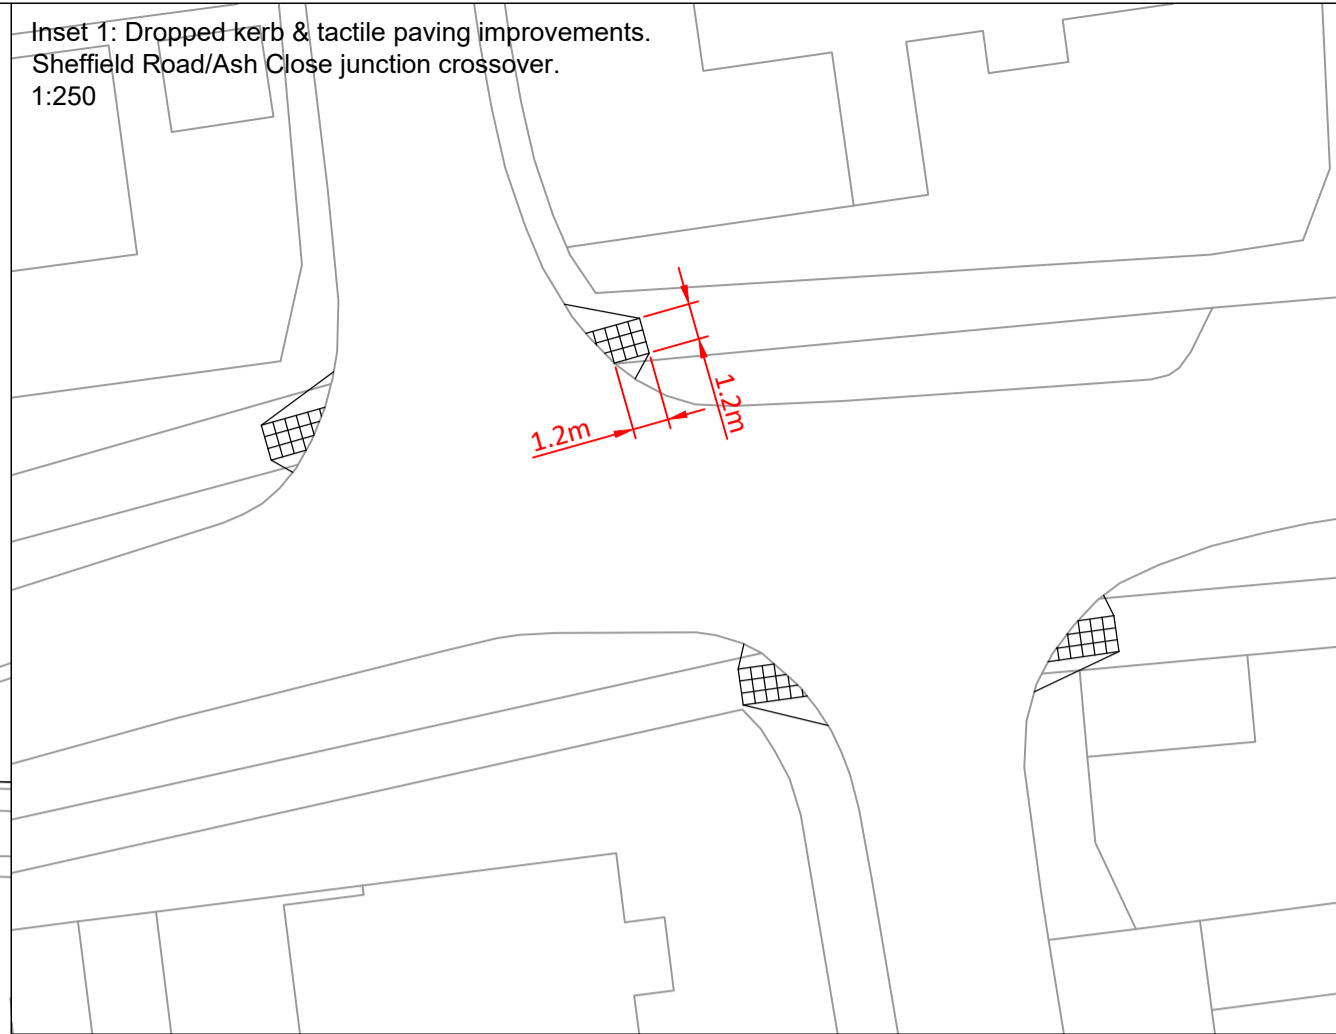 Inset 1: Dropped kerb & tactile paving improvements.
Sheffield Road/Ash Close junction crossover.
1:250
1.2m
1.2m